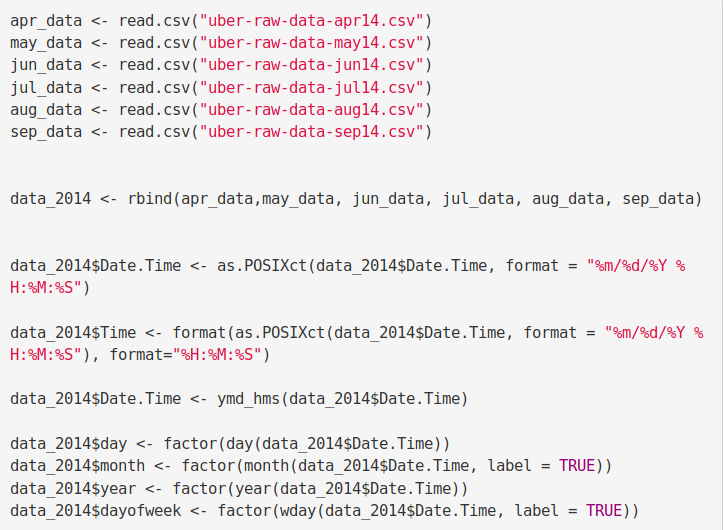 apr_data <- read.csv("uber-raw-data-apr14.csv")
may_data <- read.csv("uber-raw-data-may14.csv")
jun_data <- read.csv("uber-raw-data-jun14.csv")
jul_data <- read.csv("uber-raw-data-jul14.csv")
aug_data <- read.csv("uber-raw-data-aug14.csv")
sep_data <- read.csv("uber-raw-data-sep14.csv")
data_2014 <- rbind(apr_data,may_data, jun_data, jul_data, aug_data, sep_data)
data_2014$Date.Time <- as.POSIXct(data_2014$Date.Time, format = "%m/%d/%Y %
H:%M:%S")
data_2014$Time <- format(as.POSIXct(data_2014$Date.Time, format = "%m/%d/%Y %
H:%M:%S"), format="%H:%M:%S")
data_2014$Date.Time <- ymd_hms(data_2014$Date.Time)
data_2014$day <- factor(day(data_2014$Date.Time))
data_2014$month <- factor(month(data_2014$Date.Time, label = TRUE))
data_2014$year <- factor(year(data_2014$Date.Time))
data_2014$dayofweek <- factor(wday(data_2014$Date.Time, label = TRUE))